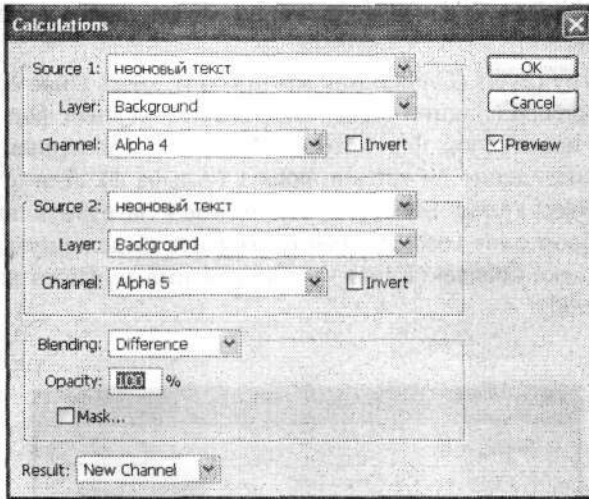 Calculations
Source 1: неоновый текст
OK
Layer: Background
Cancel
Channel: Alpha 4 Invert
Preview
Source 2: неоновый текст
Layer: Background
Channel: Alpha 5 Invert
Blending: Difference
Opacity: 100 %
Mask...
Result: New Channel